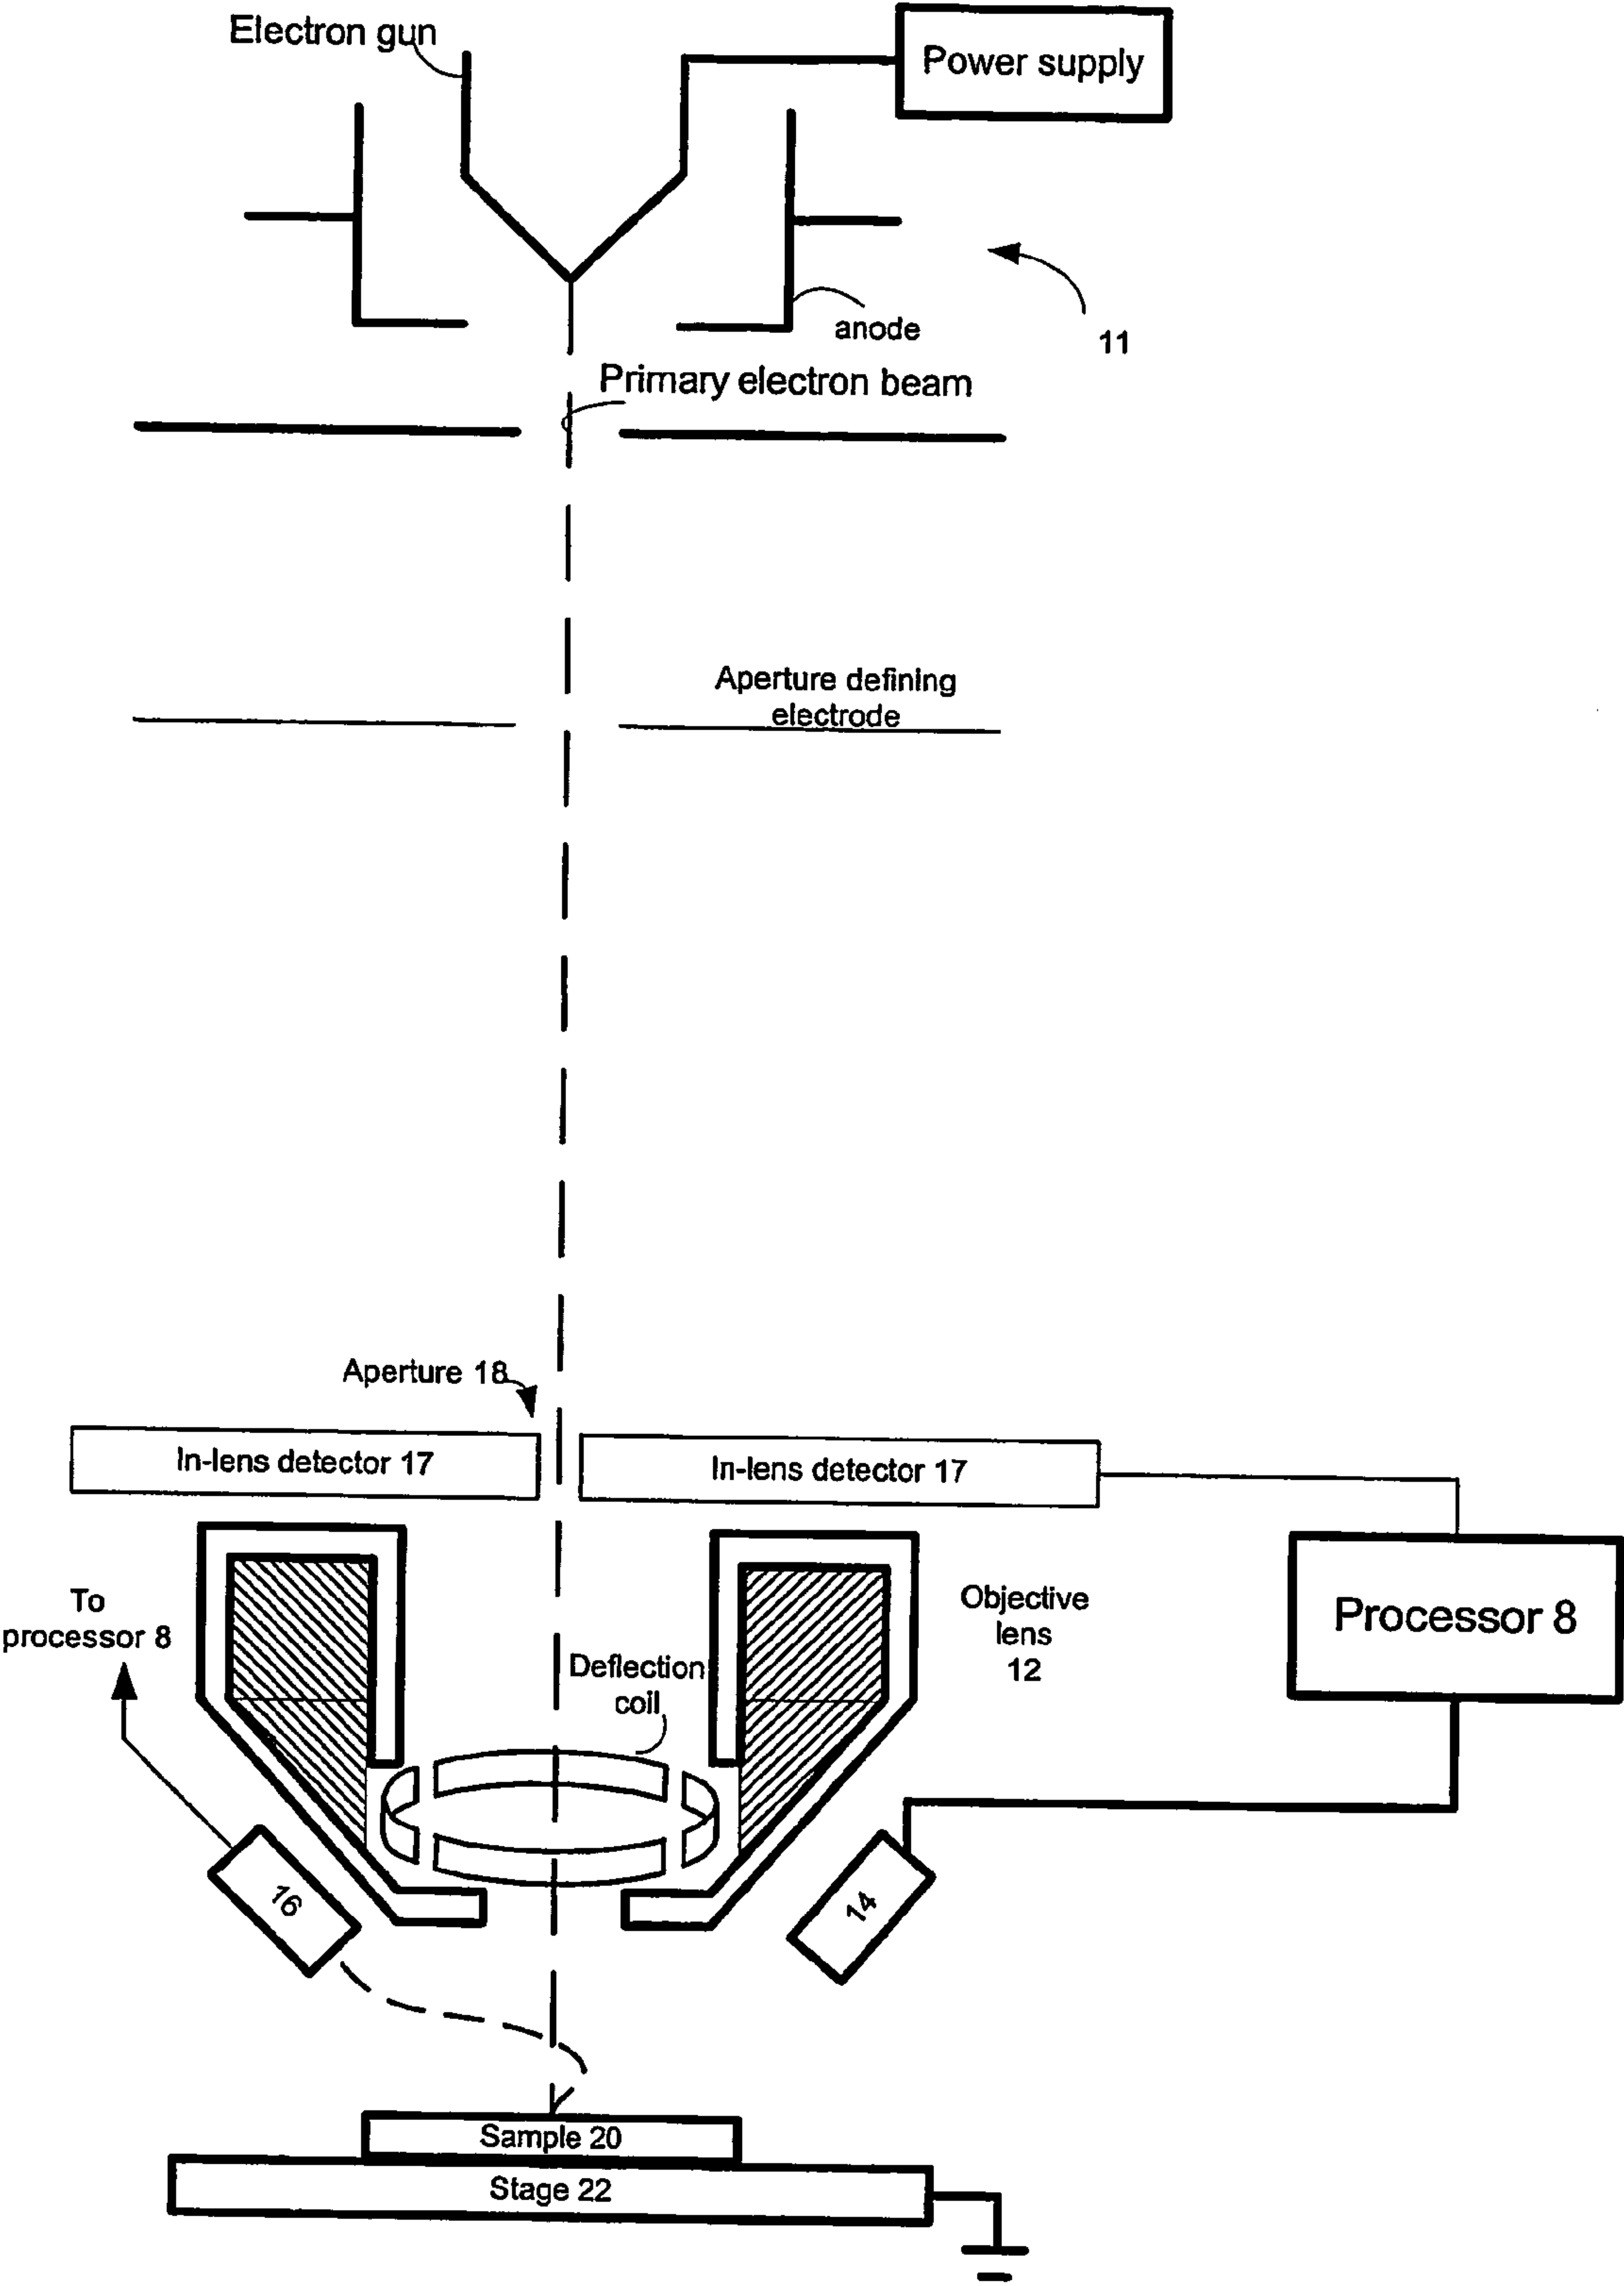 Electron gun
Power supply
anode
11
Primary electron beam
Aperture defining
electrode
Aperture 18
In-lens detector 17
In-lens detector 17
To
processor 8
Objective
lens
12
Processor 8
Deflection
coil
16
14
Sample 20
Stage 22